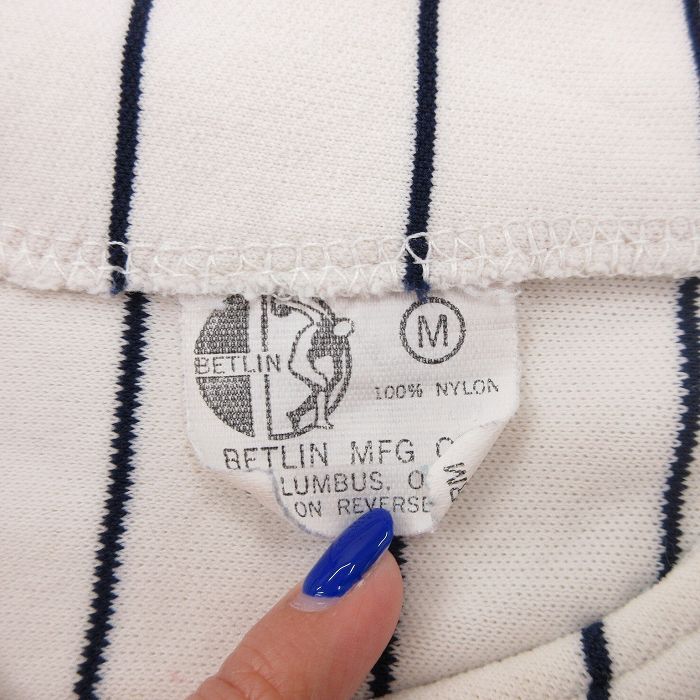 BETLIN
M
100% NYLON
BETLIN MFG
LUMBUS, O
ON REVERSE